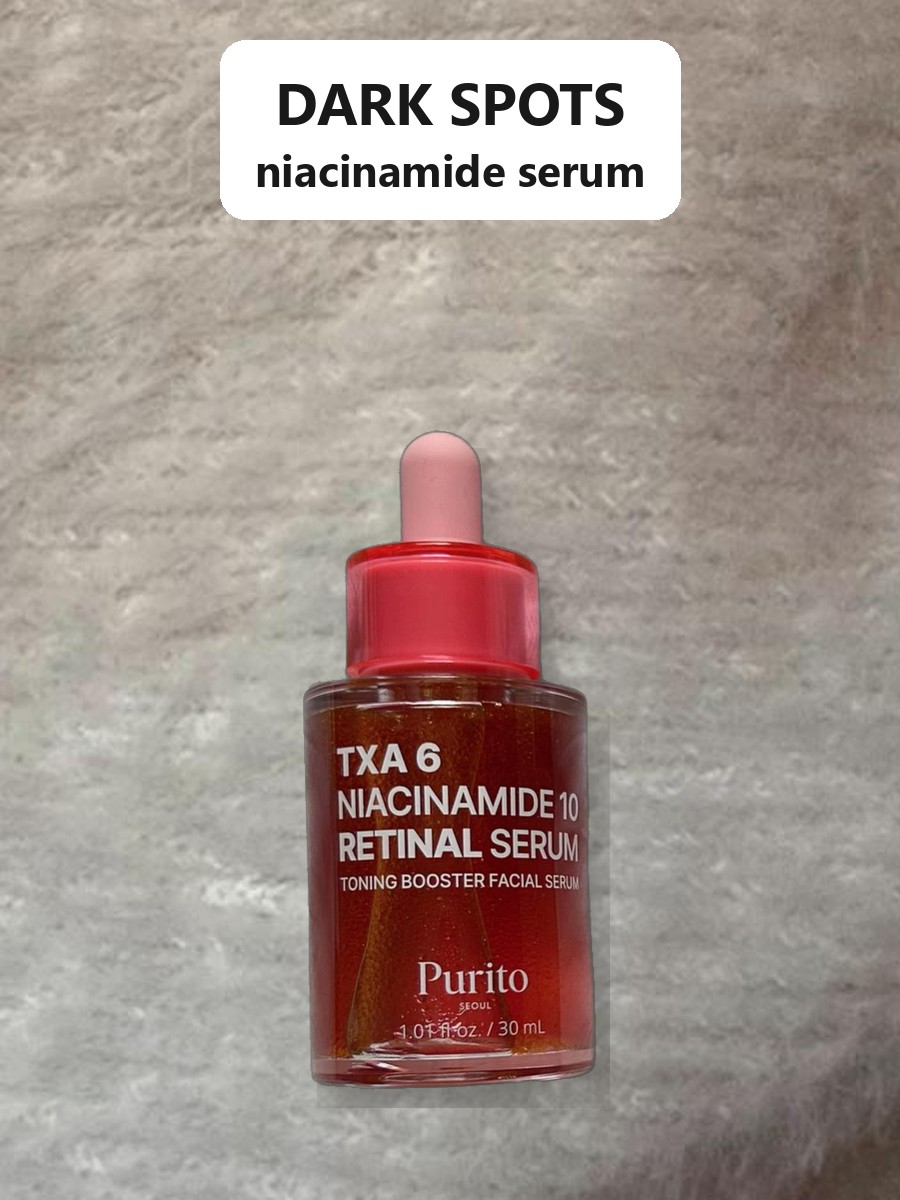 DARK SPOTS
niacinamide serum
TXA 6
NIACINAMIDE 10
RETINAL SERUM
TONING BOOSTER FACIAL SERUM
Purito
SEOUL
1.01 fl.oz. / 30 mL